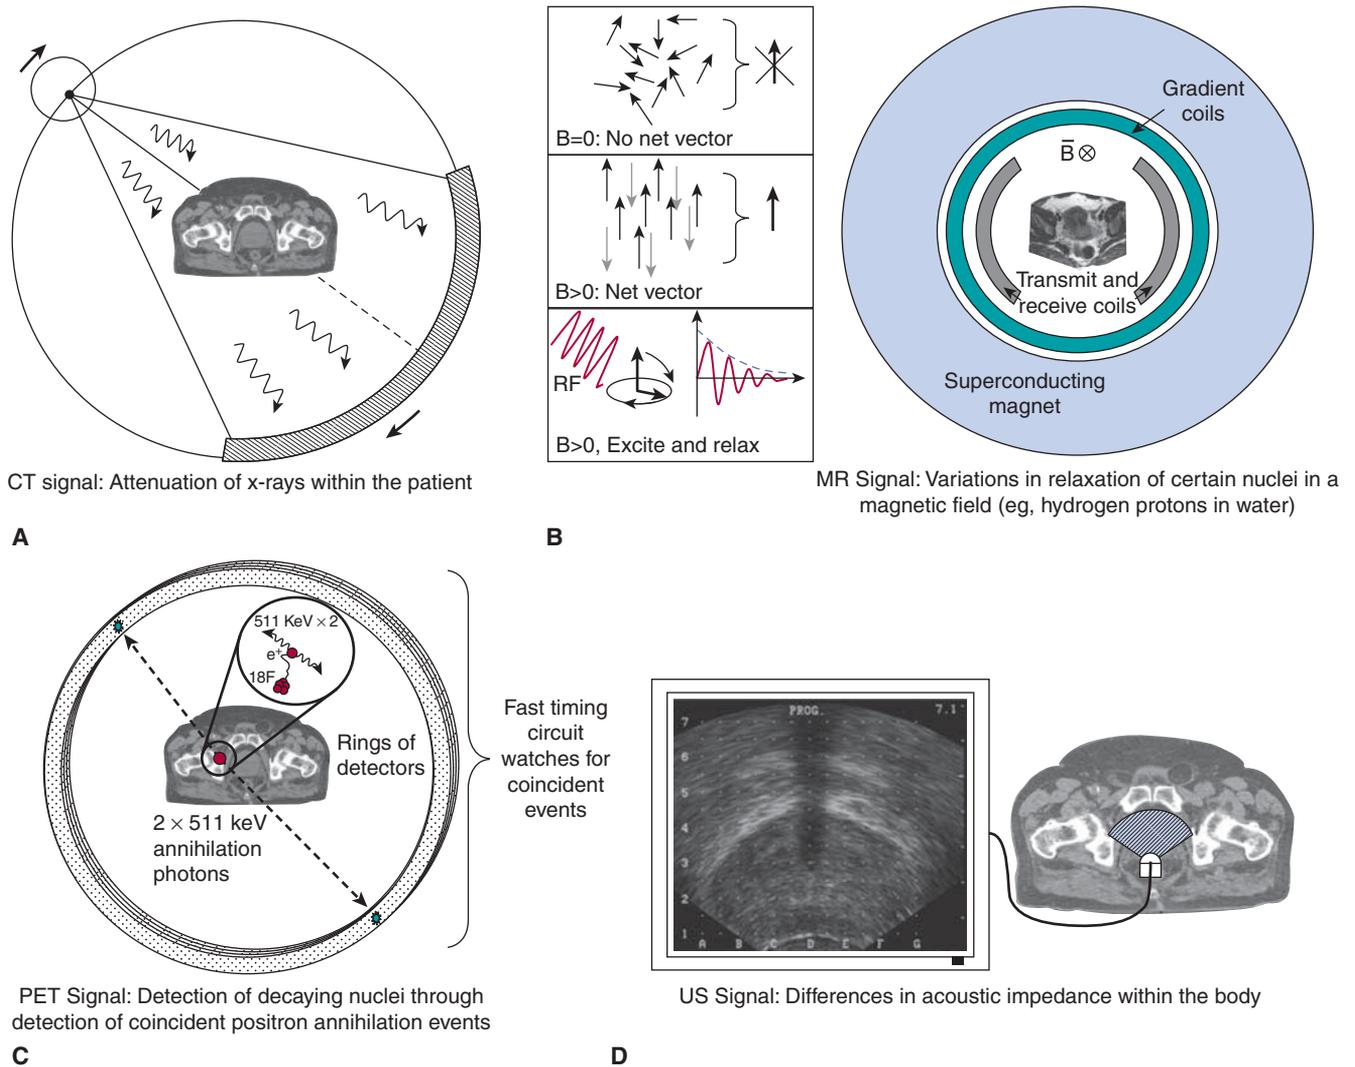 CT signal: Attenuation of x-rays within the patient
A
B=0: No net vector
B>0: Net vector
RF
B>0, Excite and relax
Gradient
coils
B̅ ⊗
Transmit and
receive coils
Superconducting
magnet
MR Signal: Variations in relaxation of certain nuclei in a
magnetic field (eg, hydrogen protons in water)
B
511 KeV × 2
e+
18F
Rings of
detectors
2 × 511 keV
annihilation
photons
Fast timing
circuit
watches for
coincident
events
PET Signal: Detection of decaying nuclei through
detection of coincident positron annihilation events
C
PROG
7.1
7
6
5
4
3
2
1
A B C D E F G
US Signal: Differences in acoustic impedance within the body
D